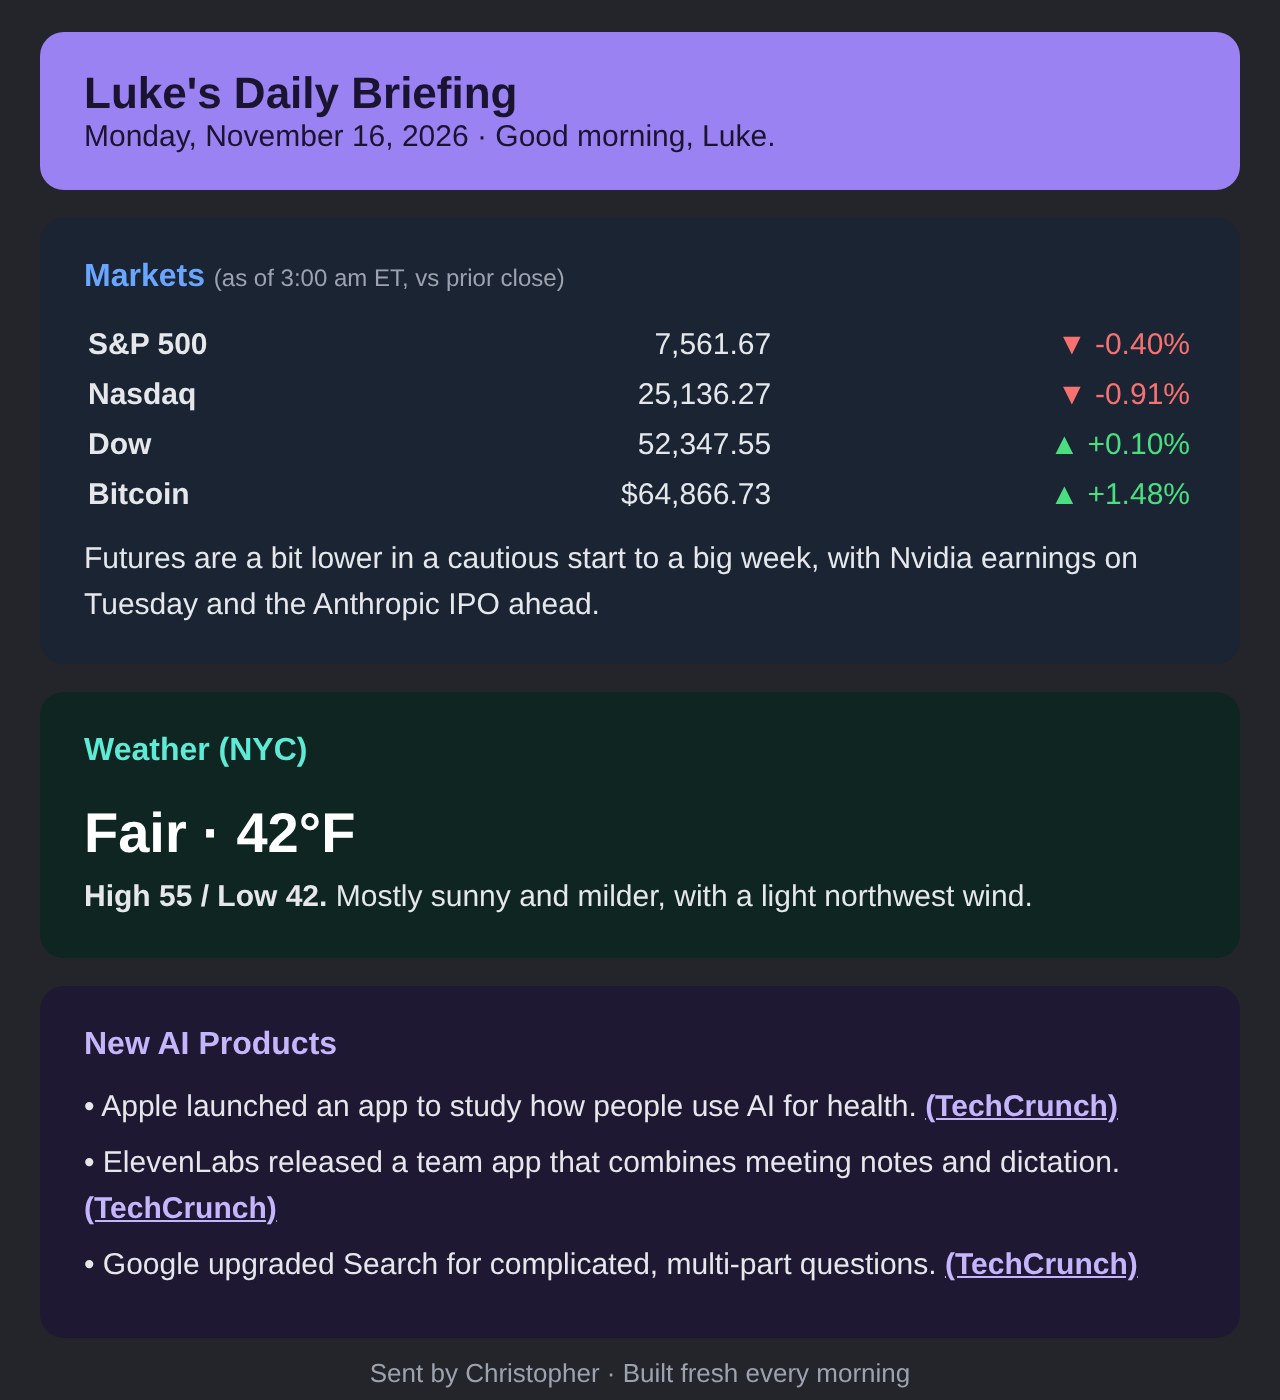 Luke's Daily Briefing
Monday, November 16, 2026 · Good morning, Luke.
Markets (as of 3:00 am ET, vs prior close)
S&P 500 7,561.67 ▼ -0.40%
Nasdaq 25,136.27 ▼ -0.91%
Dow 52,347.55 ▲ +0.10%
Bitcoin $64,866.73 ▲ +1.48%
Futures are a bit lower in a cautious start to a big week, with Nvidia earnings on
Tuesday and the Anthropic IPO ahead.
Weather (NYC)
Fair · 42°F
High 55 / Low 42. Mostly sunny and milder, with a light northwest wind.
New AI Products
• Apple launched an app to study how people use AI for health. (TechCrunch)
• ElevenLabs released a team app that combines meeting notes and dictation.
(TechCrunch)
• Google upgraded Search for complicated, multi-part questions. (TechCrunch)
Sent by Christopher · Built fresh every morning